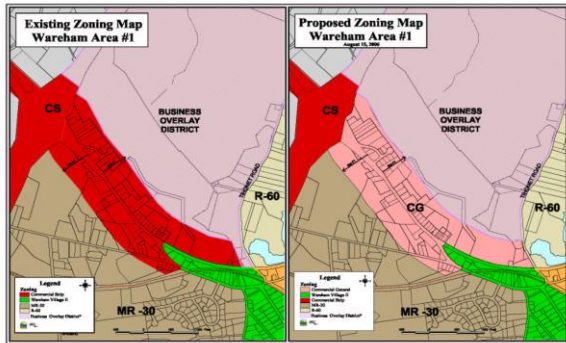 Existing Zoning Map
Wareham Area #1
CS
BUSINESS
OVERLAY
DISTRICT
R-60
MR -30
Legend
Zoning
Commercial Strip
Wareham Village II
MR-30
R-60
Business Overlay District*
Proposed Zoning Map
Wareham Area #1
August 15, 2006
CS
BUSINESS
OVERLAY
DISTRICT
R-60
CG
MR -30
Legend
Zoning
Commercial General
Wareham Village II
Commercial Strip
MR-30
R-60
Business Overlay District*